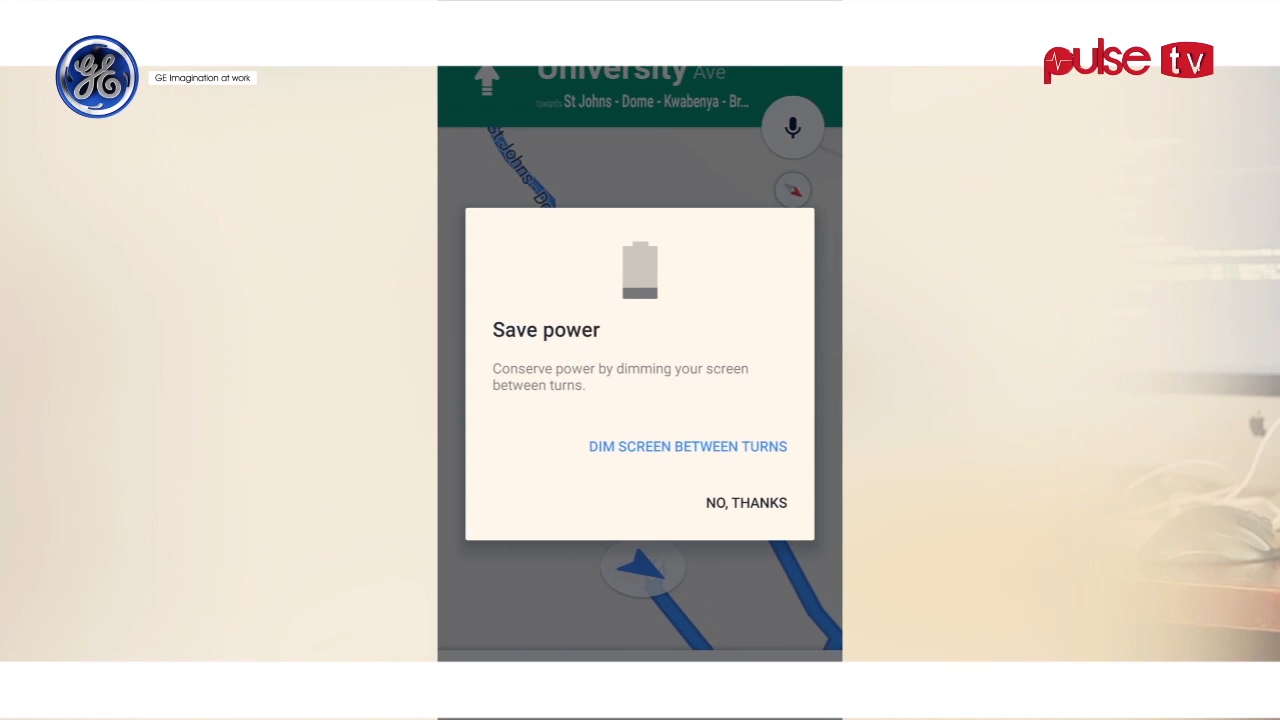 GE Imagination at work
pulse tv
University Ave
towards St Johns - Dome - Kwabenya - Br...
St Johns - Do
Save power
Conserve power by dimming your screen
between turns.
DIM SCREEN BETWEEN TURNS
NO, THANKS